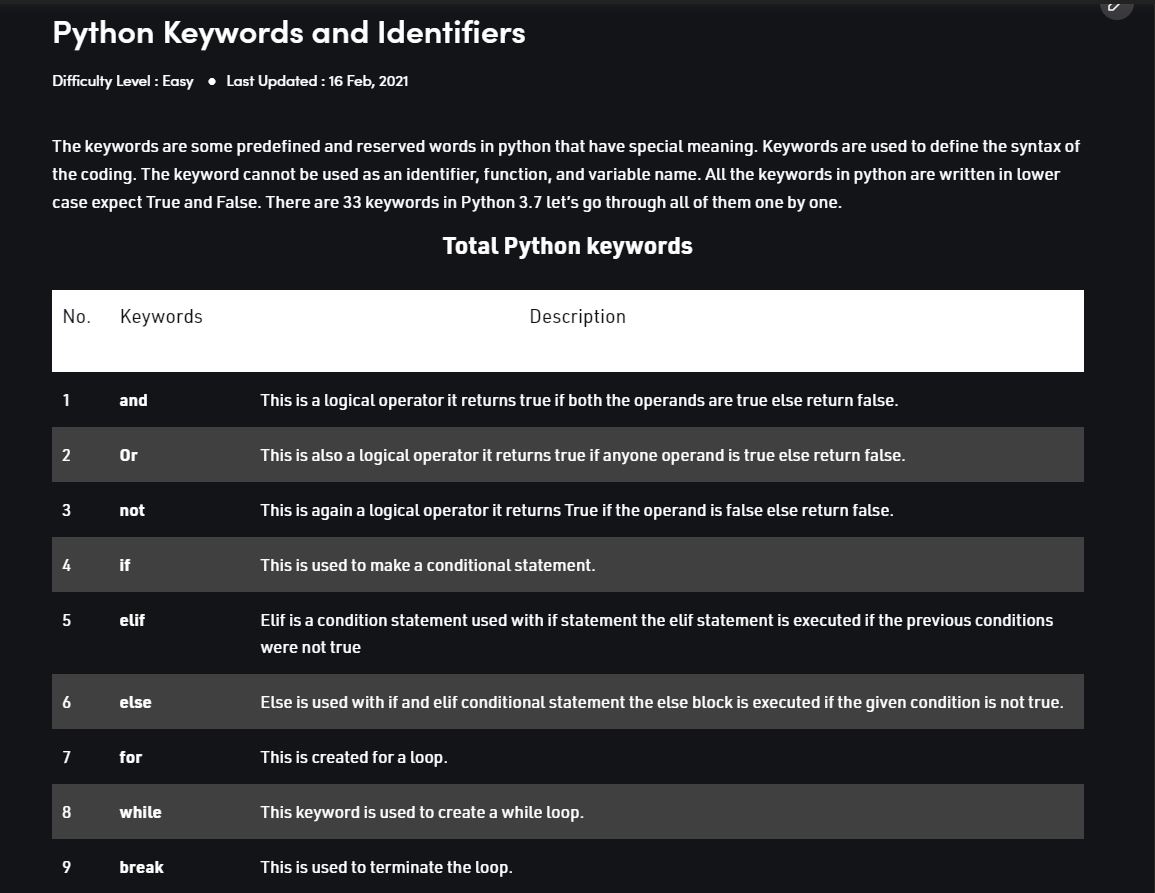 Python Keywords and Identifiers
Difficulty Level : Easy ● Last Updated : 16 Feb, 2021
The keywords are some predefined and reserved words in python that have special meaning. Keywords are used to define the syntax of
the coding. The keyword cannot be used as an identifier, function, and variable name. All the keywords in python are written in lower
case expect True and False. There are 33 keywords in Python 3.7 let's go through all of them one by one.
Total Python keywords
No. Keywords Description
1 and This is a logical operator it returns true if both the operands are true else return false.
2 Or This is also a logical operator it returns true if anyone operand is true else return false.
3 not This is again a logical operator it returns True if the operand is false else return false.
4 if This is used to make a conditional statement.
5 elif Elif is a condition statement used with if statement the elif statement is executed if the previous conditions
were not true
6 else Else is used with if and elif conditional statement the else block is executed if the given condition is not true.
7 for This is created for a loop.
8 while This keyword is used to create a while loop.
9 break This is used to terminate the loop.